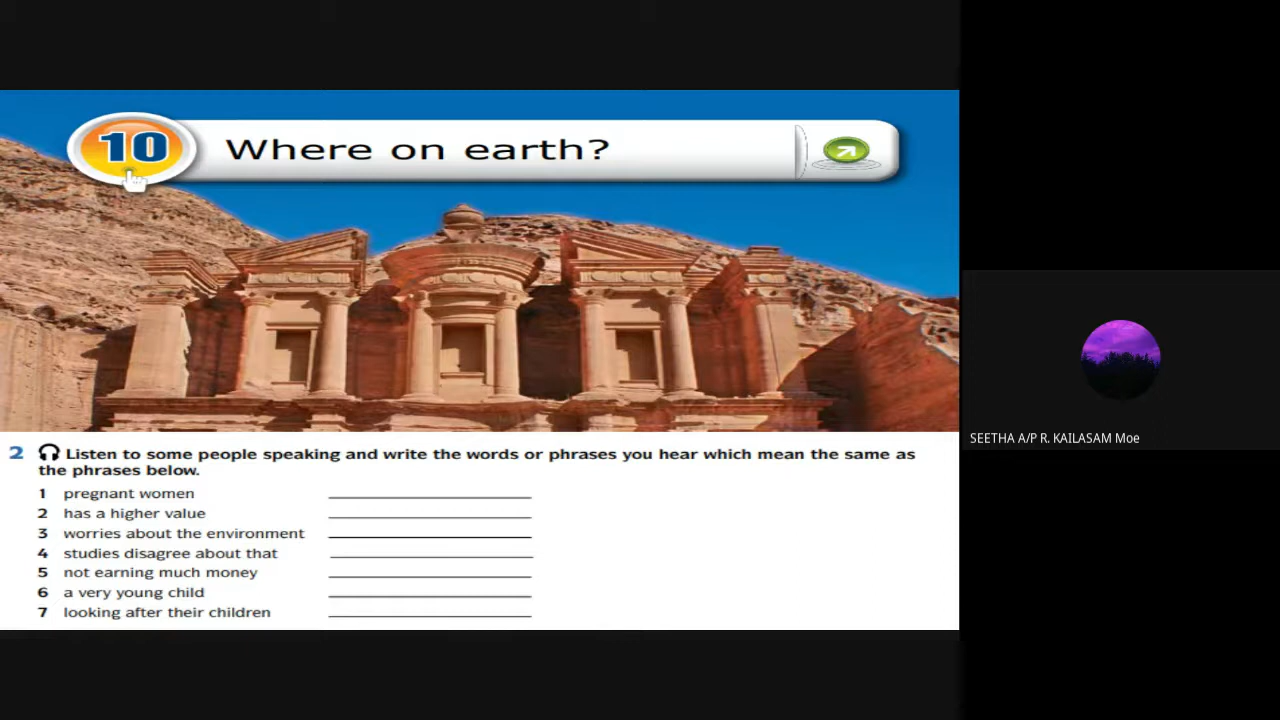 10 Where on earth?
2 Listen to some people speaking and write the words or phrases you hear which mean the same as
the phrases below.
1 pregnant women
2 has a higher value
3 worries about the environment
4 studies disagree about that
5 not earning much money
6 a very young child
7 looking after their children
SEETHA A/P R. KAILASAM Moe